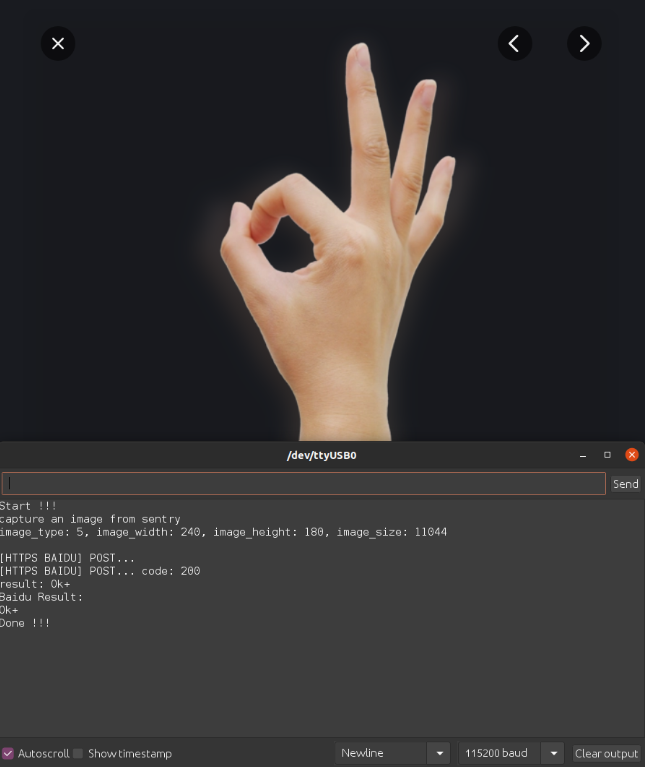 /dev/ttyUSB0
Send
Start !!!
capture an image from sentry
image_type: 5, image_width: 240, image_height: 180, image_size: 11044
[HTTPS BAIDU] POST...
[HTTPS BAIDU] POST... code: 200
result: Ok+
Baidu Result:
Ok+
Done !!!
Autoscroll Show timestamp Newline 115200 baud Clear output